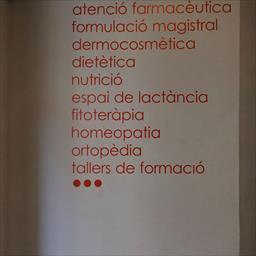 atenció farmacèutica
formulació magistral
dermocosmètica
dietètica
nutrició
espai de lactància
fitoteràpia
homeopatia
ortopèdia
tallers de formació